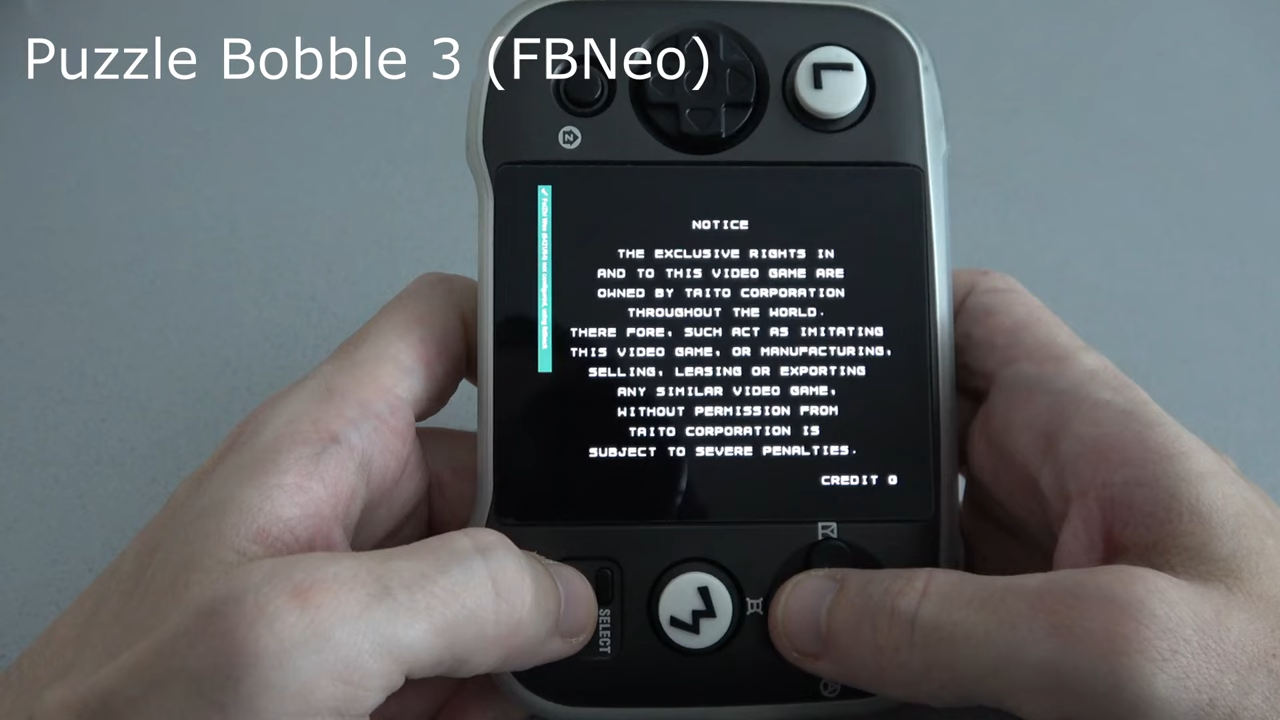 Puzzle Bobble 3 (FBNeo)
NOTICE
THE EXCLUSIVE RIGHTS IN
AND TO THIS VIDEO GAME ARE
OWNED BY TAITO CORPORATION
THROUGHOUT THE WORLD.
THERE FORE, SUCH ACT AS IMITATING
THIS VIDEO GAME, OR MANUFACTURING,
SELLING, LEASING OR EXPORTING
ANY SIMILAR VIDEO GAME,
WITHOUT PERMISSION FROM
TAITO CORPORATION IS
SUBJECT TO SEVERE PENALTIES.
CREDIT 0
SELECT